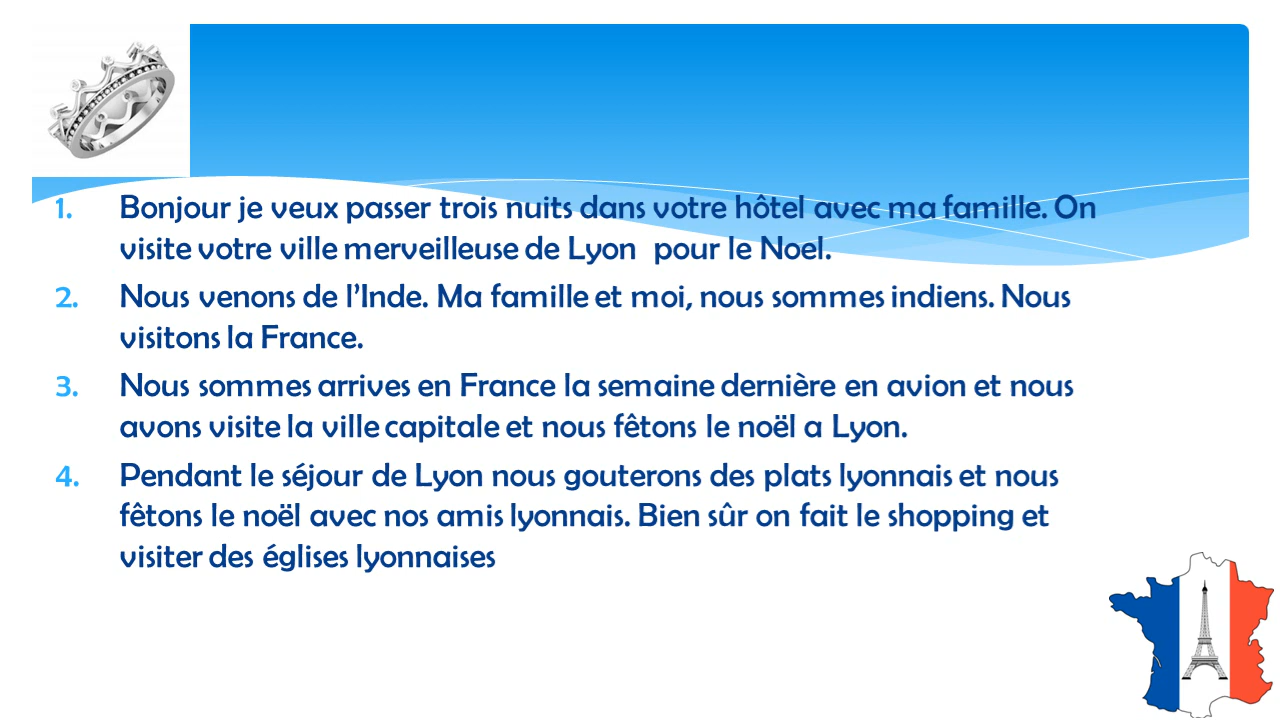 1. Bonjour je veux passer trois nuits dans votre hôtel avec ma famille. On
visite votre ville merveilleuse de Lyon pour le Noel.
2. Nous venons de l’Inde. Ma famille et moi, nous sommes indiens. Nous
visitons la France.
3. Nous sommes arrives en France la semaine dernière en avion et nous
avons visite la ville capitale et nous fêtons le noël a Lyon.
4. Pendant le séjour de Lyon nous gouterons des plats lyonnais et nous
fêtons le noël avec nos amis lyonnais. Bien sûr on fait le shopping et
visiter des églises lyonnaises